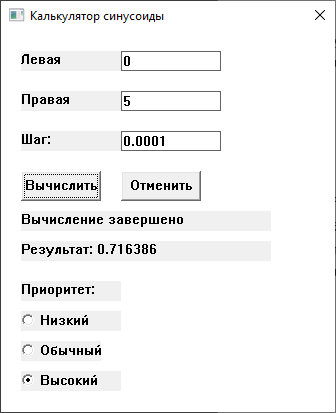 Калькулятор синусоиды
Левая 0
Правая 5
Шаг: 0.0001
Вычислить Отменить
Вычисление завершено
Результат: 0.716386
Приоритет:
Низкий
Обычный
Высокий